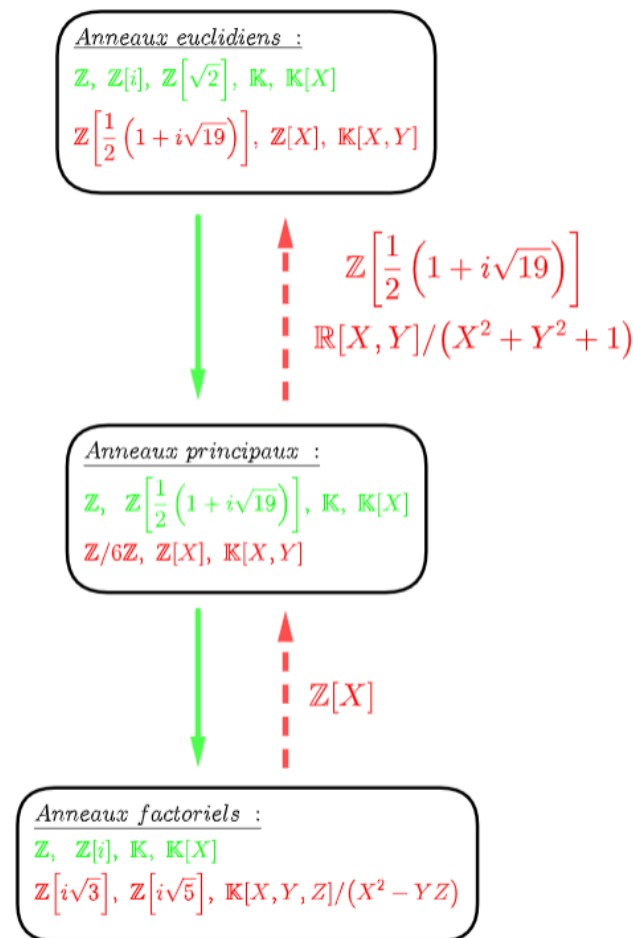 Anneaux euclidiens :
ℤ, ℤ[i], ℤ[√2], 𝕂, 𝕂[X]
ℤ[1/2 (1 + i√19)], ℤ[X], 𝕂[X, Y]
ℤ[1/2 (1 + i√19)]
ℝ[X, Y]/(X² + Y² + 1)
Anneaux principaux :
ℤ, ℤ[1/2 (1 + i√19)], 𝕂, 𝕂[X]
ℤ/6ℤ, ℤ[X], 𝕂[X, Y]
ℤ[X]
Anneaux factoriels :
ℤ, ℤ[i], 𝕂, 𝕂[X]
ℤ[i√3], ℤ[i√5], 𝕂[X, Y, Z]/(X² − YZ)